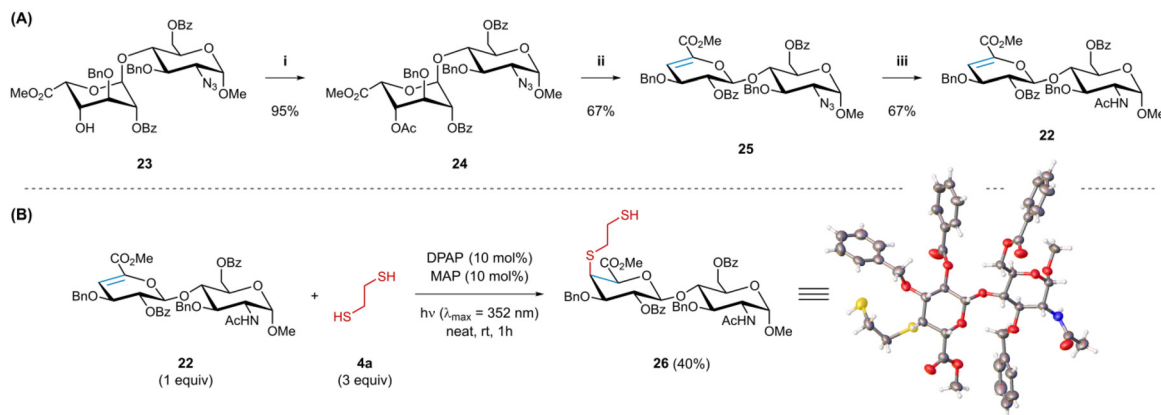 (A)
OBz
O
O
BnO
N₃
OMe
BnO
O
MeO₂C
OH
OBz
23
i
95%
OBz
O
O
BnO
N₃
OMe
BnO
O
MeO₂C
OAc
OBz
24
ii
67%
CO₂Me
OBz
O
O
O
BnO
OBz
BnO
N₃
OMe
25
iii
67%
CO₂Me
OBz
O
O
O
BnO
OBz
BnO
AcHN
OMe
22
(B)
CO₂Me
OBz
O
O
O
BnO
OBz
BnO
AcHN
OMe
22
(1 equiv)
+
SH
HS
4a
(3 equiv)
DPAP (10 mol%)
MAP (10 mol%)
hν (λmax = 352 nm)
neat, rt, 1h
SH
S
CO₂Me
OBz
O
O
O
BnO
OBz
BnO
AcHN
OMe
26 (40%)